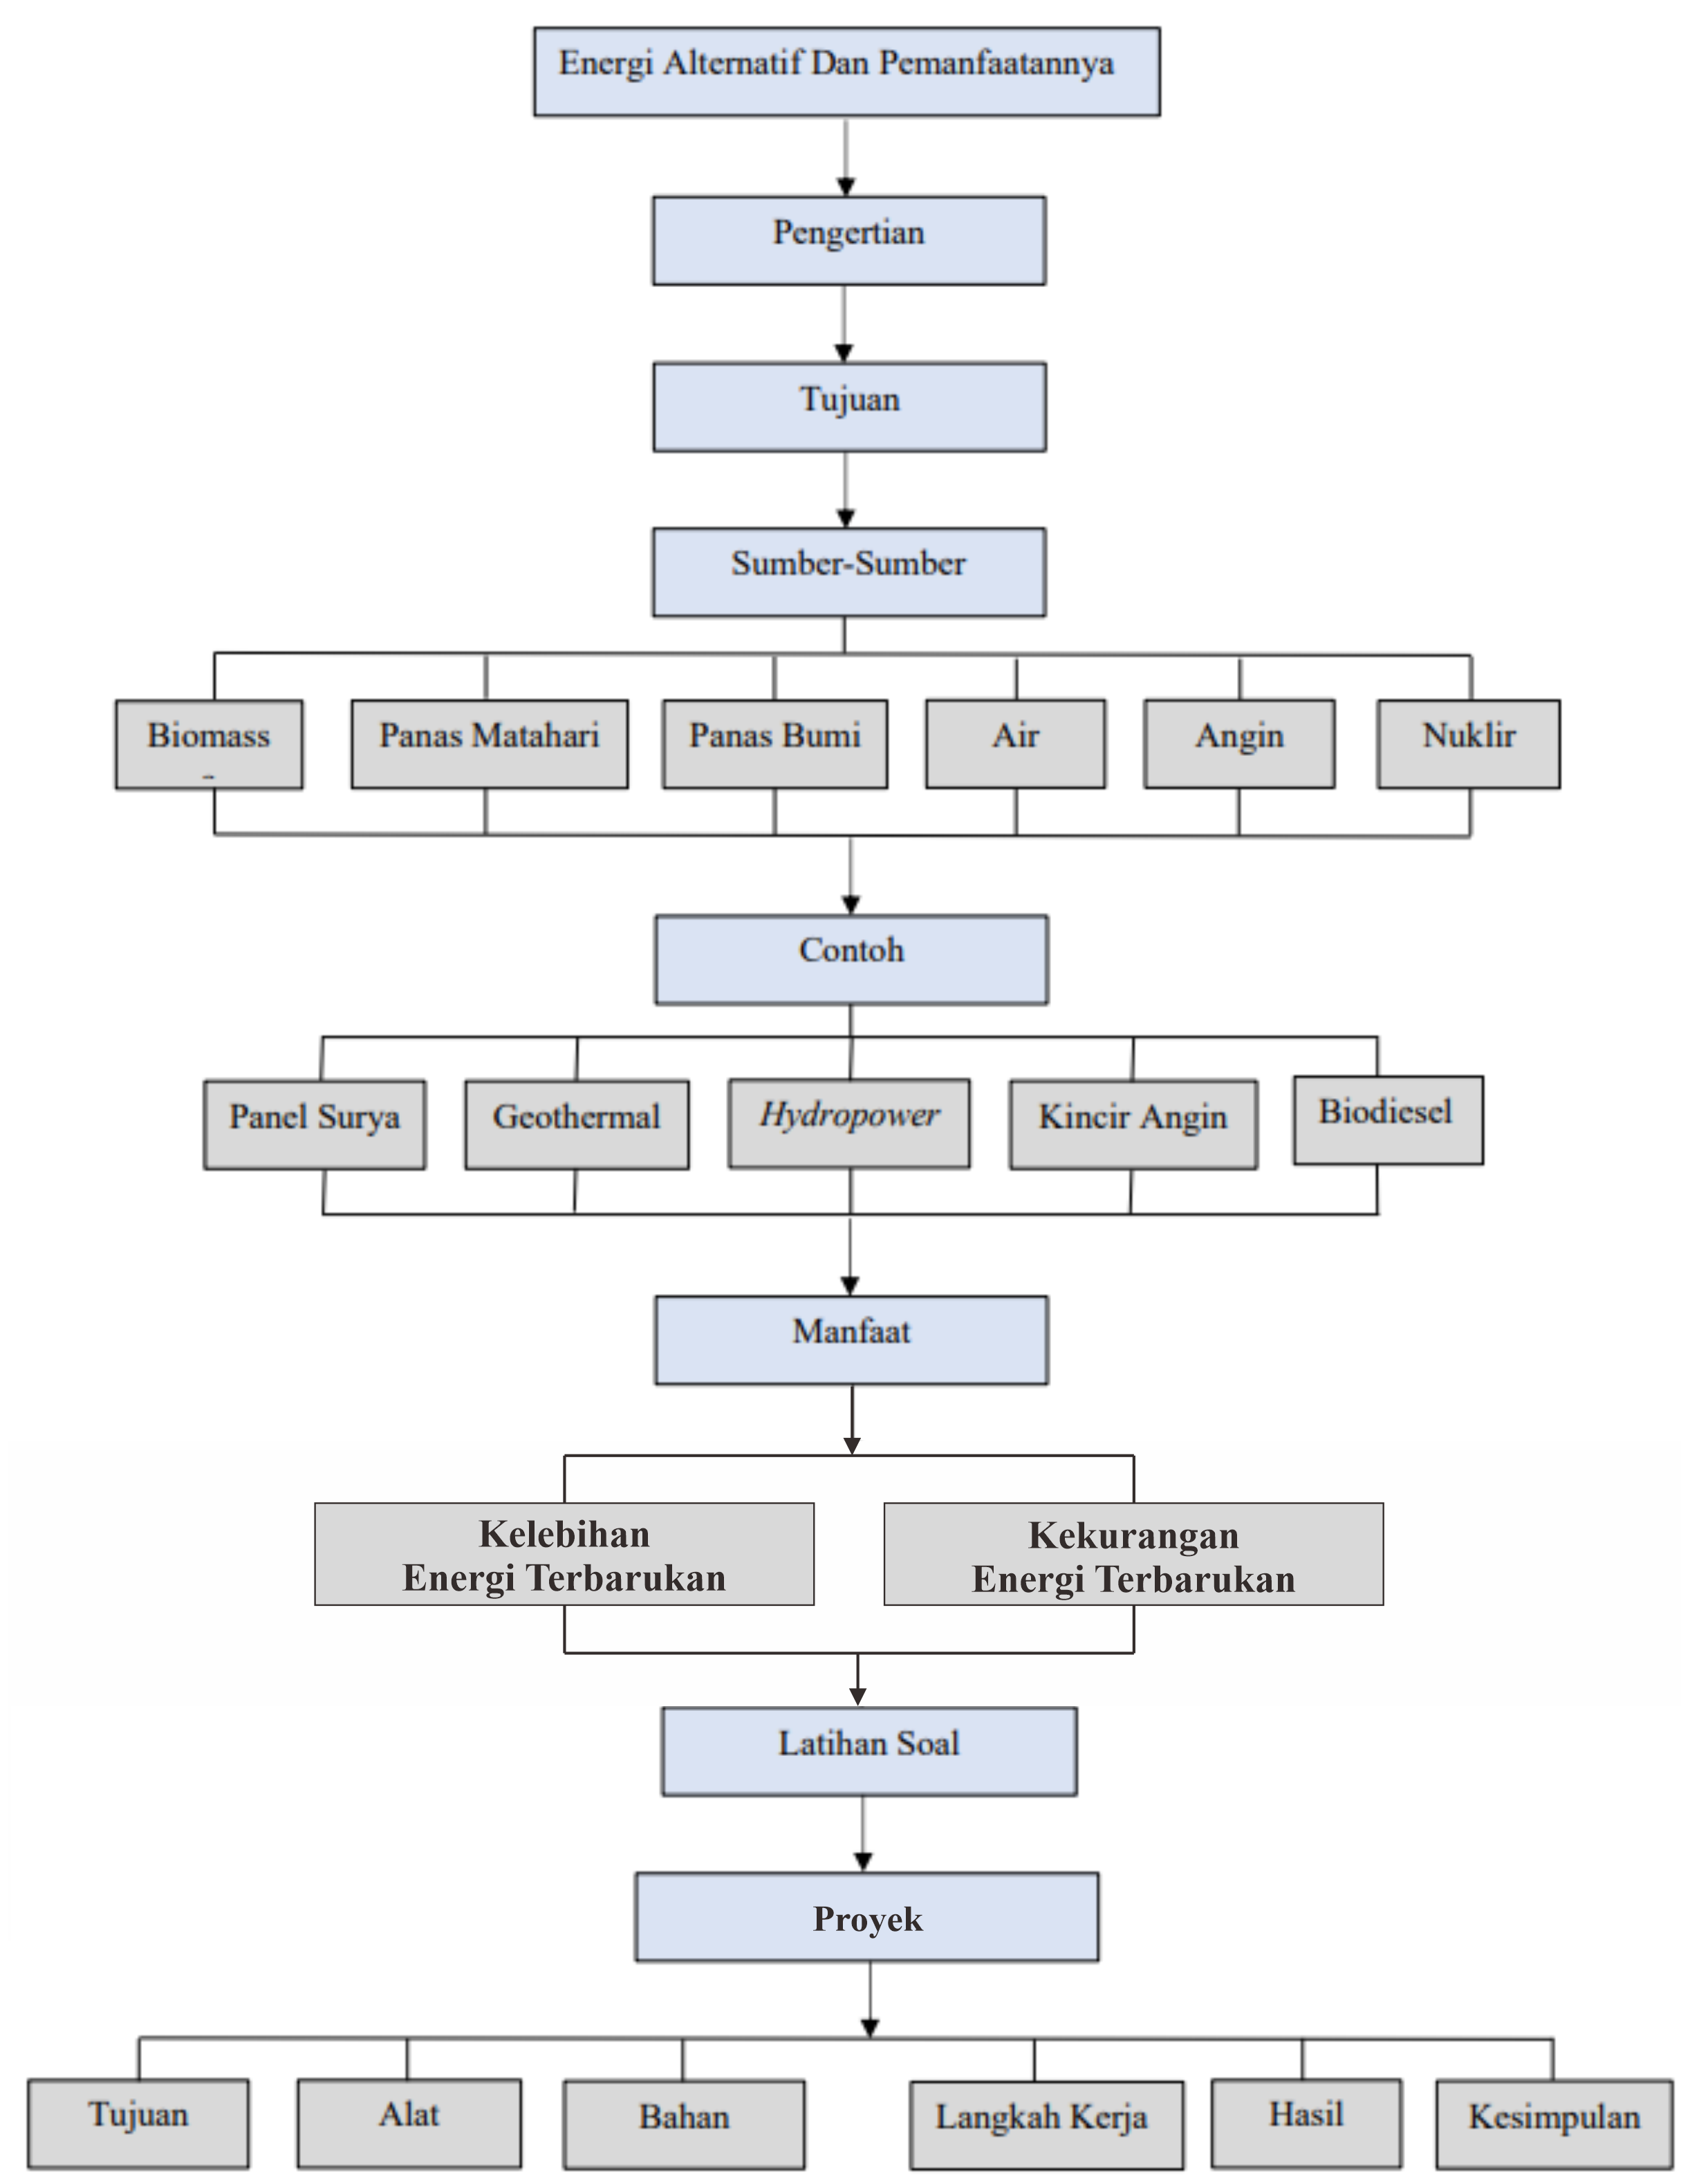 Energi Alternatif Dan Pemanfaatannya
Pengertian
Tujuan
Sumber-Sumber
Biomass
Panas Matahari
Panas Bumi
Air
Angin
Nuklir
Contoh
Panel Surya
Geothermal
Hydropower
Kincir Angin
Biodiesel
Manfaat
Kelebihan
Energi Terbarukan
Kekurangan
Energi Terbarukan
Latihan Soal
Proyek
Tujuan
Alat
Bahan
Langkah Kerja
Hasil
Kesimpulan